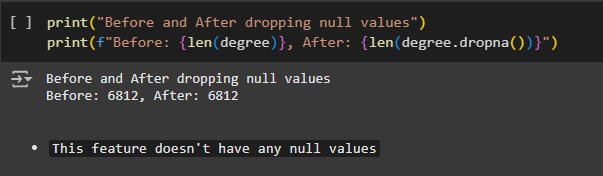 [ ] print("Before and After dropping null values")
print(f"Before: {len(degree)}, After: {len(degree.dropna())}")
Before and After dropping null values
Before: 6812, After: 6812
• This feature doesn't have any null values